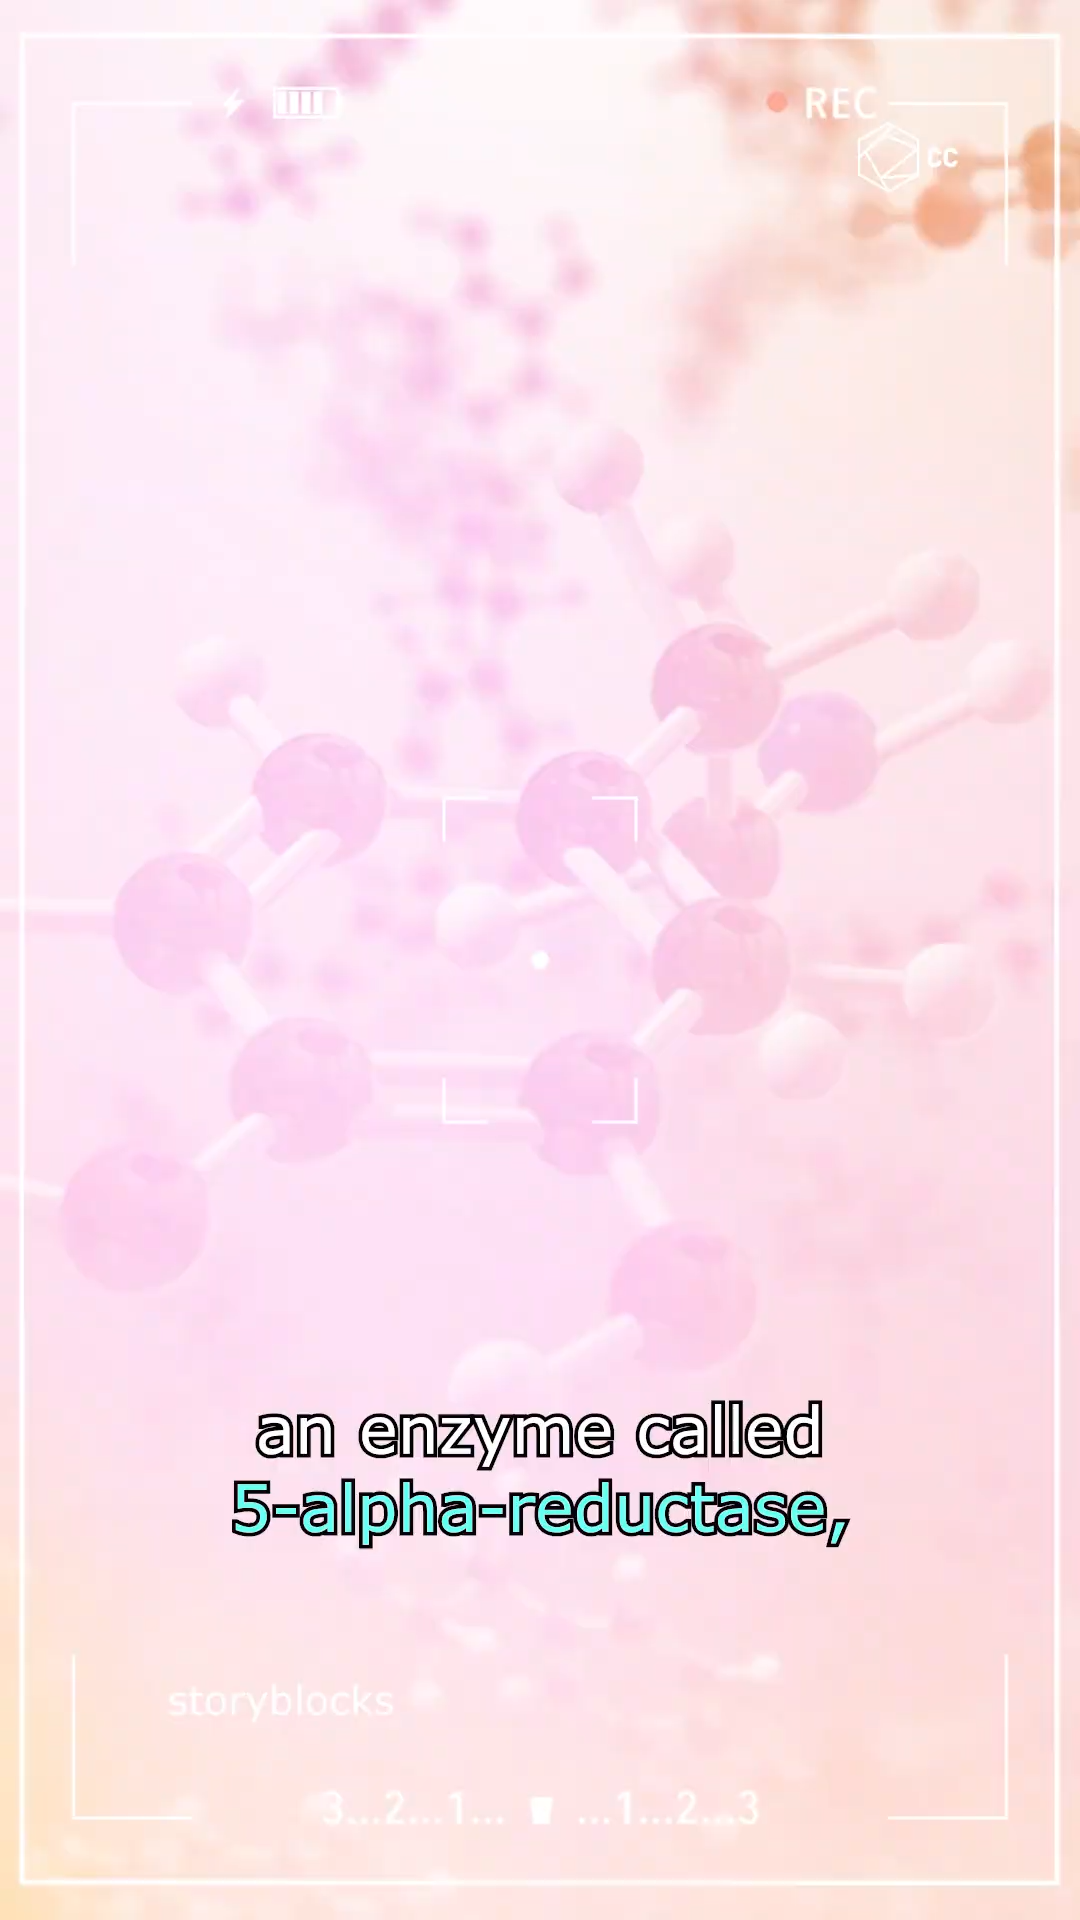 REC
CC
an enzyme called
5-alpha-reductase,
storyblocks
3...2...1... ...1...2...3